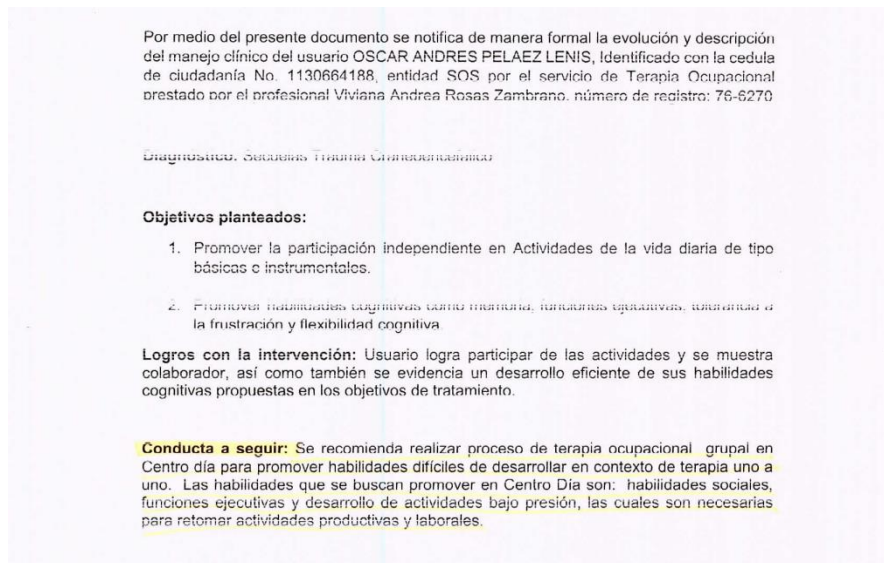 Por medio del presente documento se notifica de manera formal la evolución y descripción
del manejo clínico del usuario OSCAR ANDRES PELAEZ LENIS, Identificado con la cedula
de ciudadanía No. 1130664188, entidad SOS por el servicio de Terapia Ocupacional
prestado por el profesional Viviana Andrea Rosas Zambrano. número de registro: 76-6270
Diagnóstico: Secuelas Trauma Craneoencefálico
Objetivos planteados:
1. Promover la participación independiente en Actividades de la vida diaria de tipo
básicas e instrumentales.
2. Promover habilidades cognitivas como memoria, funciones ejecutivas, tolerancia a
la frustración y flexibilidad cognitiva.
Logros con la intervención: Usuario logra participar de las actividades y se muestra
colaborador, así como también se evidencia un desarrollo eficiente de sus habilidades
cognitivas propuestas en los objetivos de tratamiento.
Conducta a seguir: Se recomienda realizar proceso de terapia ocupacional grupal en
Centro día para promover habilidades difíciles de desarrollar en contexto de terapia uno a
uno. Las habilidades que se buscan promover en Centro Día son: habilidades sociales,
funciones ejecutivas y desarrollo de actividades bajo presión, las cuales son necesarias
para retomar actividades productivas y laborales.